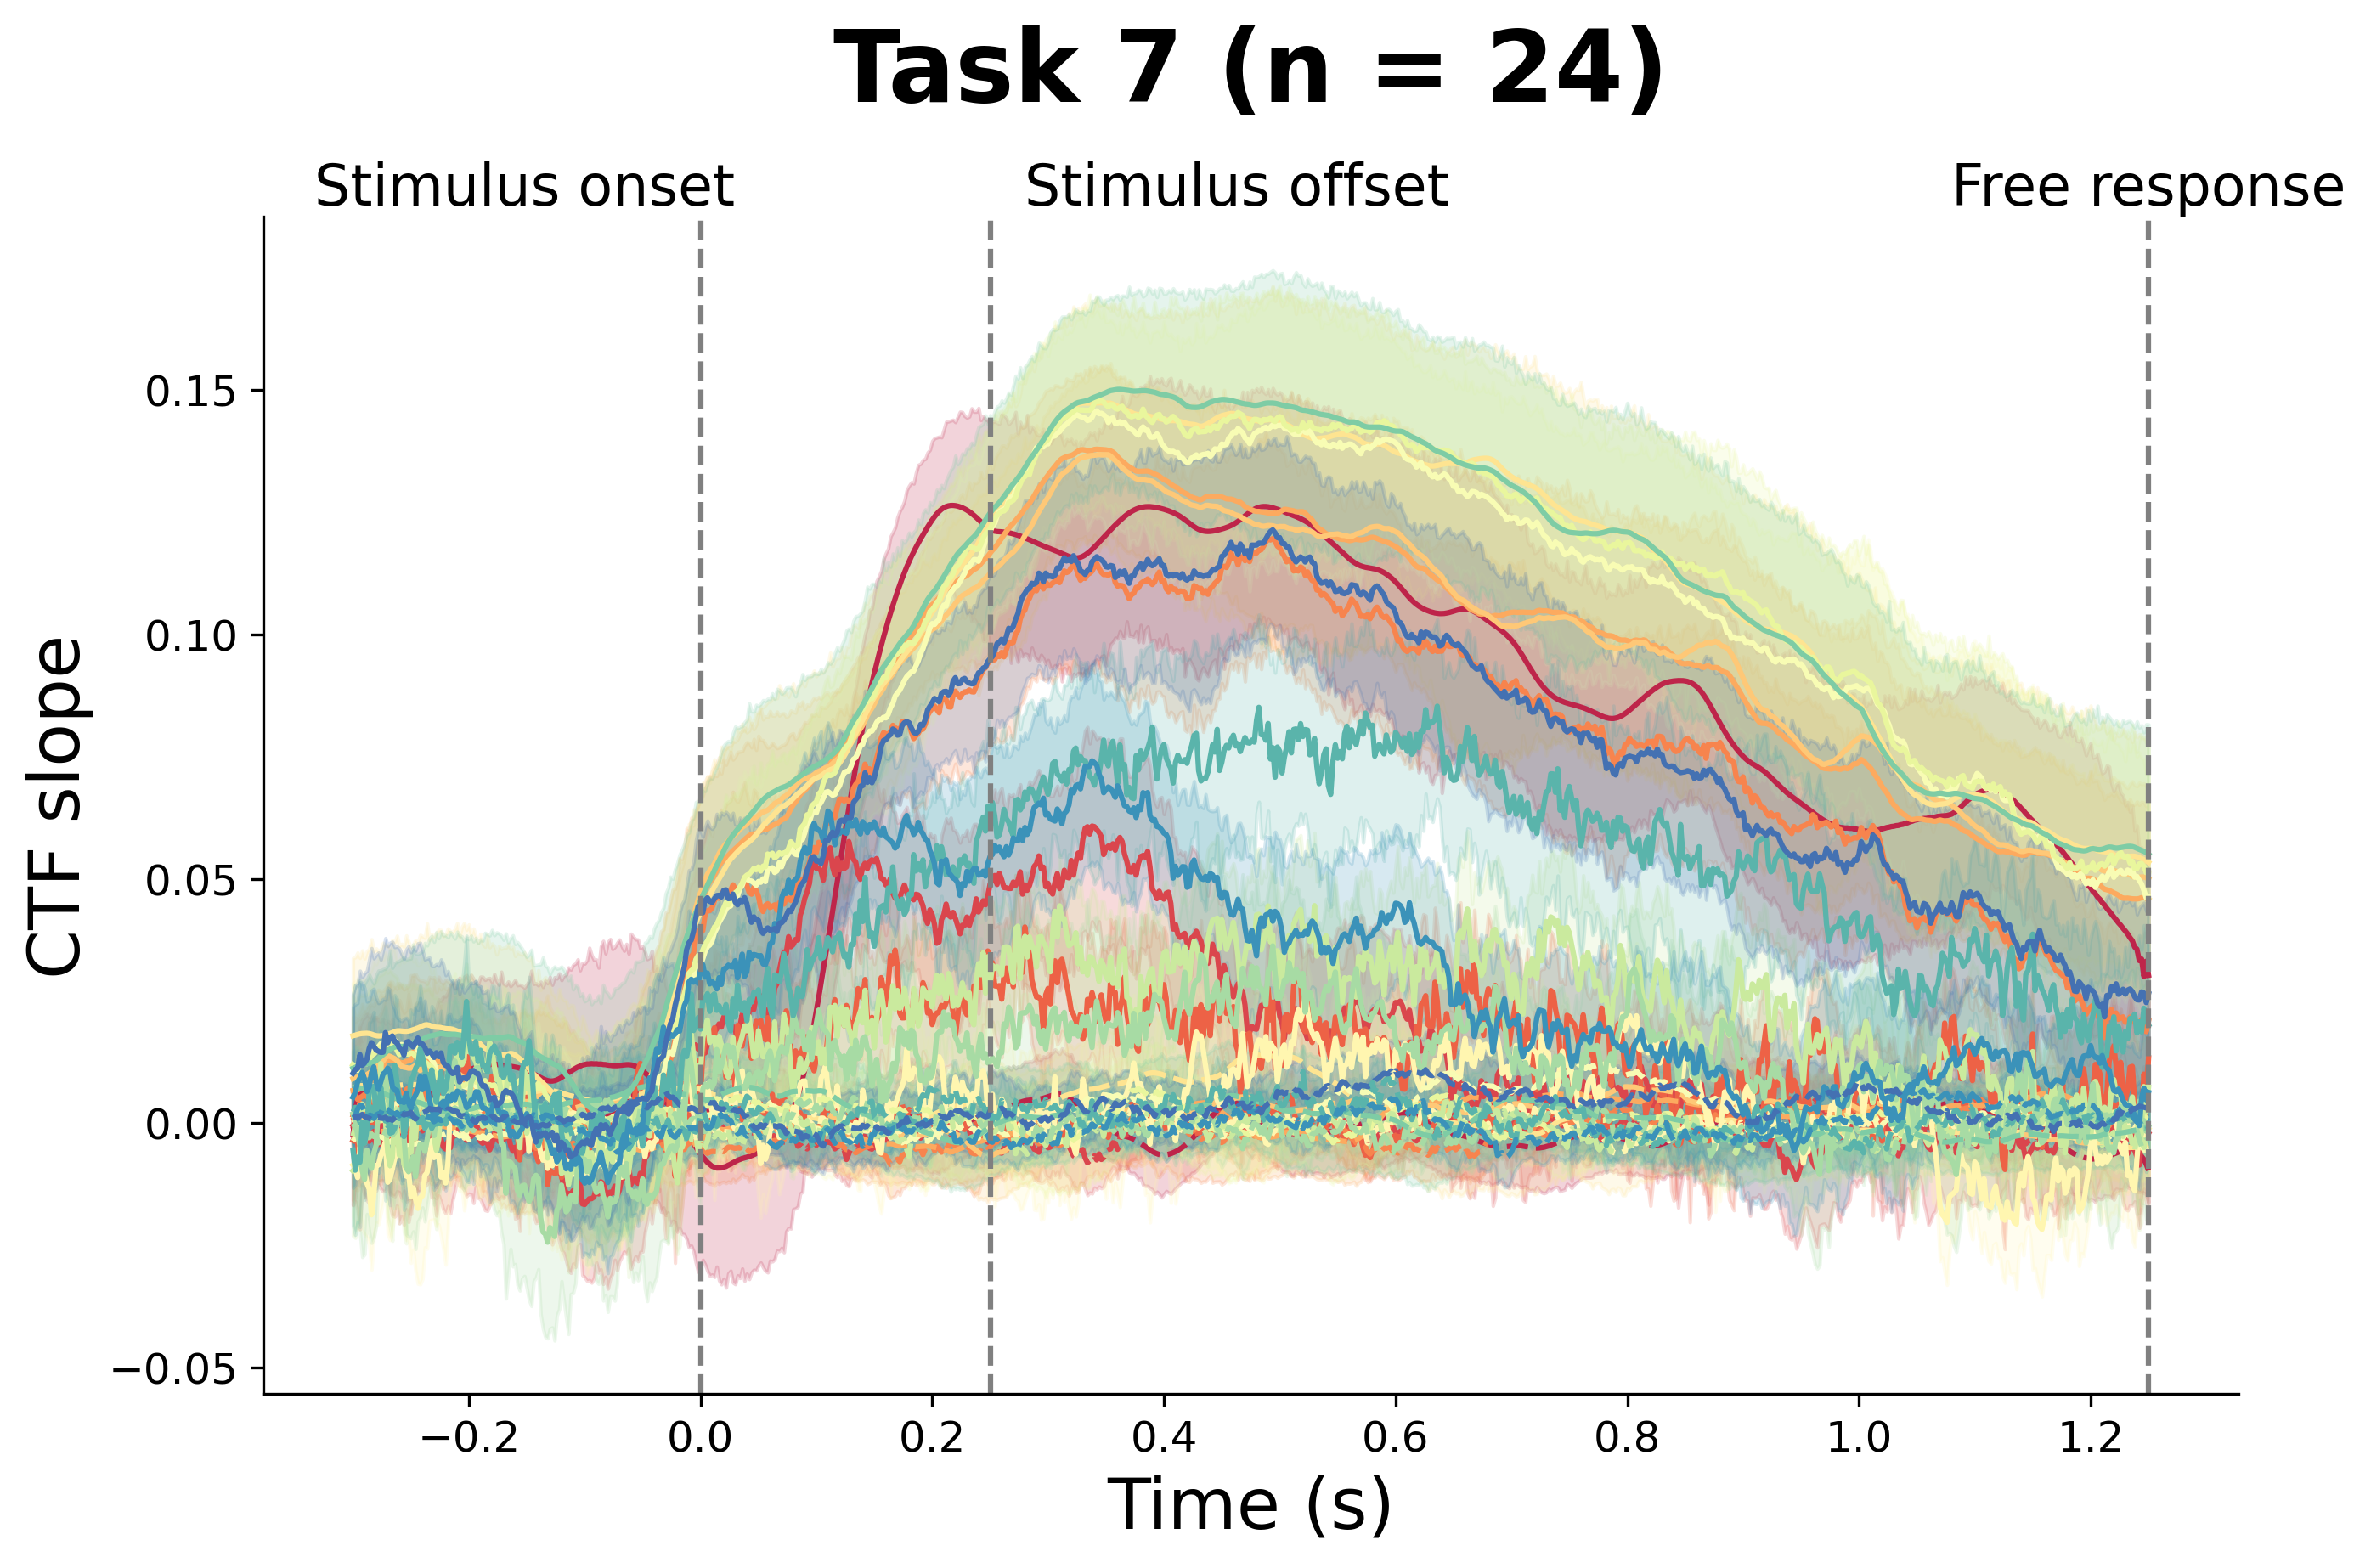 Task 7 (n = 24)
Stimulus onset
Stimulus offset
Free response
CTF slope
0.15
0.10
0.05
0.00
−0.05
−0.2
0.0
0.2
0.4
0.6
0.8
1.0
1.2
Time (s)